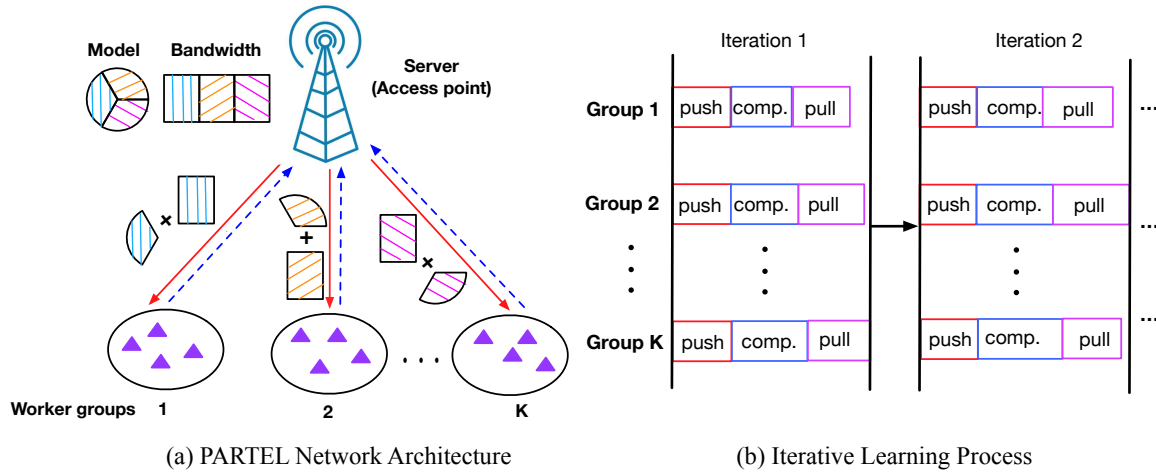 Model
Bandwidth
Server
(Access point)
×
+
×
Worker groups
1
2
K
(a) PARTEL Network Architecture
Iteration 1
Iteration 2
Group 1
push
comp.
pull
push
comp.
pull
...
Group 2
push
comp.
pull
push
comp.
pull
...
Group K
push
comp.
pull
push
comp.
pull
...
(b) Iterative Learning Process